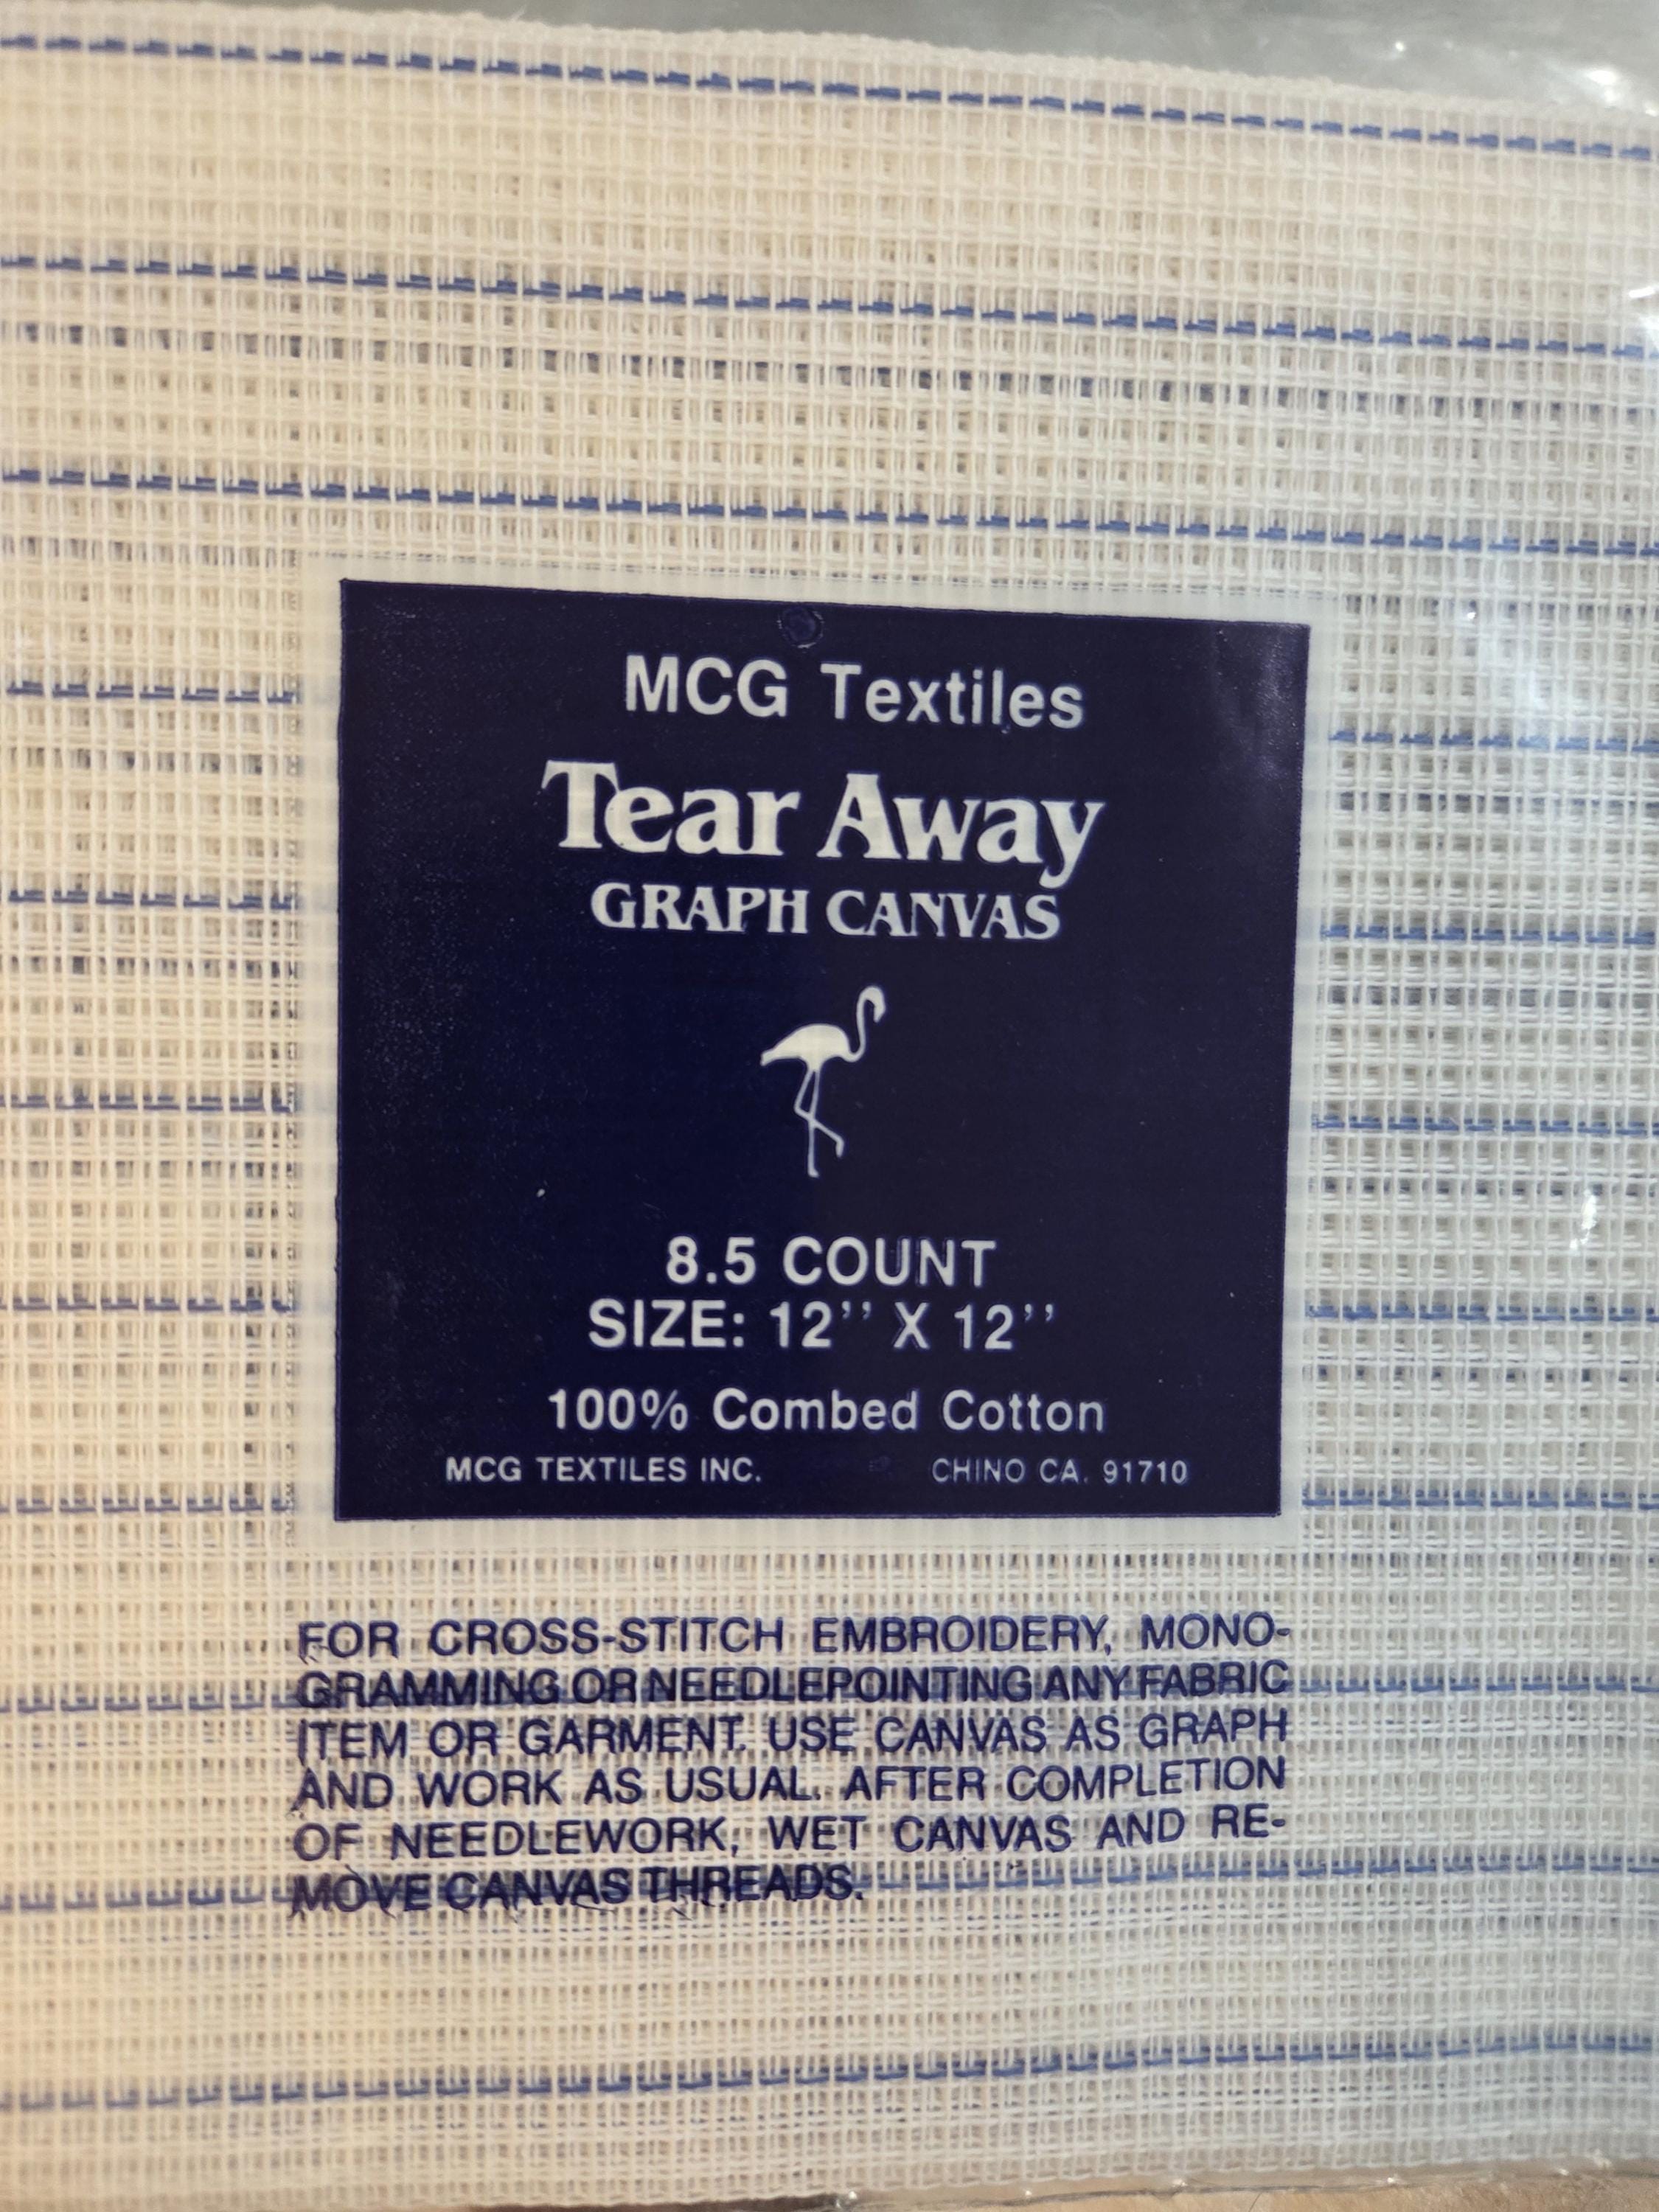 MCG Textiles
Tear Away
GRAPH CANVAS
8.5 COUNT
SIZE: 12'' X 12''
100% Combed Cotton
MCG TEXTILES INC. CHINO CA. 91710
FOR CROSS-STITCH EMBROIDERY, MONO-
GRAMMING OR NEEDLEPOINTING ANY FABRIC
ITEM OR GARMENT. USE CANVAS AS GRAPH
AND WORK AS USUAL. AFTER COMPLETION
OF NEEDLEWORK, WET CANVAS AND RE-
MOVE CANVAS THREADS.